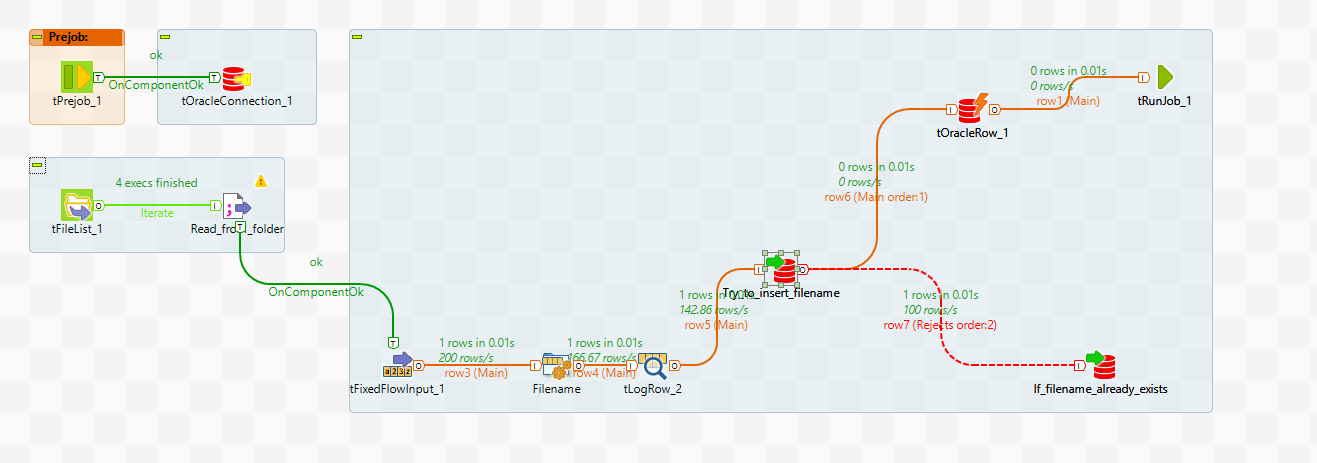 Prejob:
ok
OnComponentOk
tPrejob_1
tOracleConnection_1
4 execs finished
Iterate
tFileList_1
Read_from_folder
ok
OnComponentOk
1 rows in 0.01s
200 rows/s
row3 (Main)
tFixedFlowInput_1
Filename
1 rows in 0.01s
166.67 rows/s
row4 (Main)
tLogRow_2
1 rows in 0.01s
142.86 rows/s
row5 (Main)
Try_to_insert_filename
0 rows in 0.01s
0 rows/s
row6 (Main order:1)
tOracleRow_1
0 rows in 0.01s
0 rows/s
row1 (Main)
tRunJob_1
1 rows in 0.01s
100 rows/s
row7 (Rejects order:2)
If_filename_already_exists